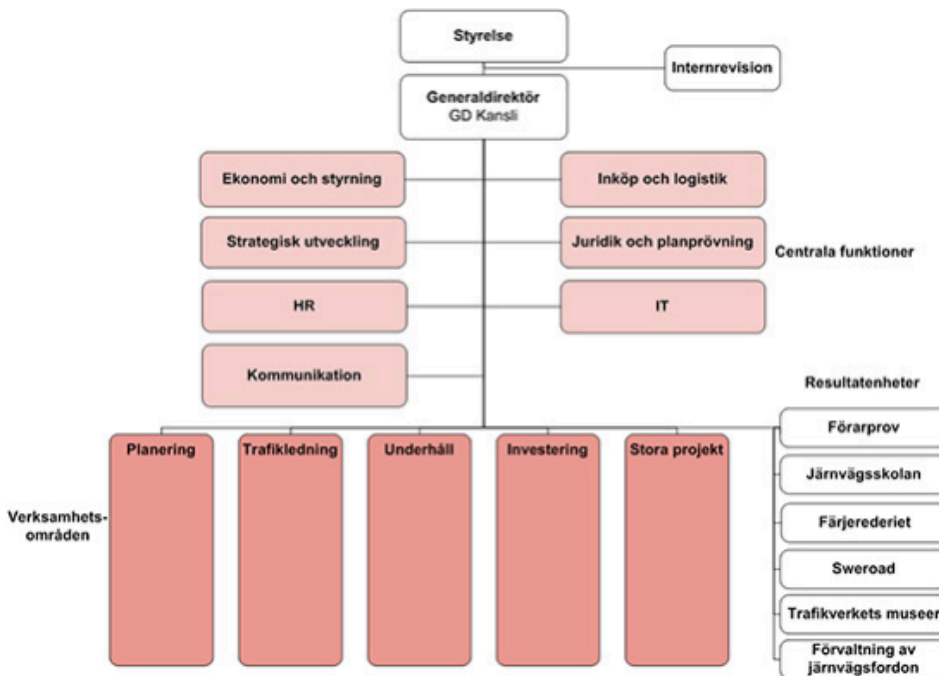 Styrelse
Internrevision
Generaldirektör
GD Kansli
Ekonomi och styrning
Inköp och logistik
Strategisk utveckling
Juridik och planprövning
Centrala funktioner
HR
IT
Kommunikation
Resultatenheter
Planering
Trafikledning
Underhåll
Investering
Stora projekt
Verksamhets-
områden
Förarprov
Järnvägsskolan
Färjerederiet
Sweroad
Trafikverkets museer
Förvaltning av
järnvägsfordon